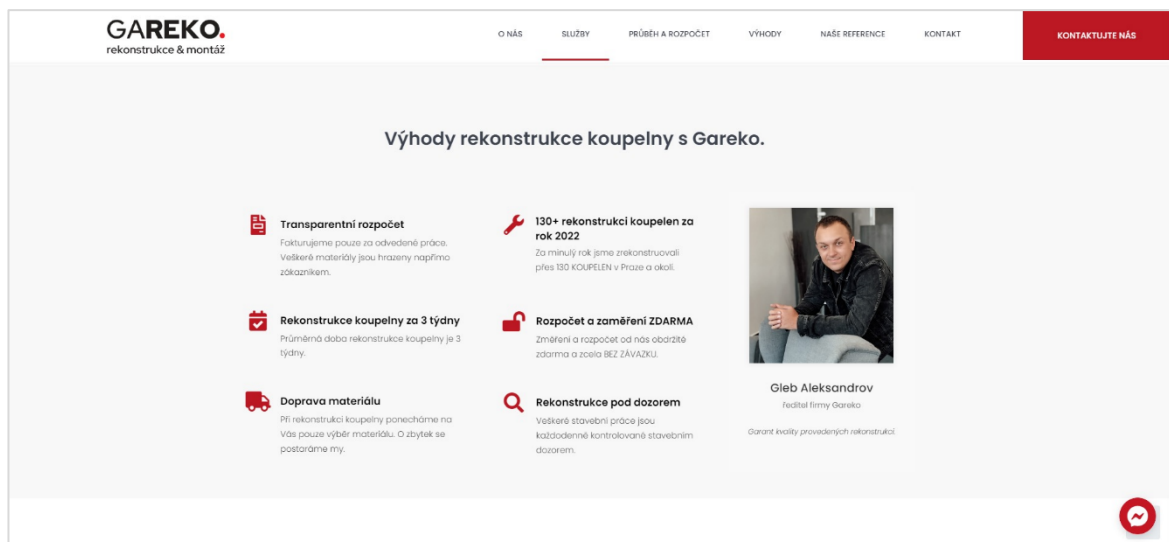 GAREKO.
rekonstrukce & montáž
O NÁS
SLUŽBY
PRŮBĚH A ROZPOČET
VÝHODY
NAŠE REFERENCE
KONTAKT
KONTAKTUJTE NÁS
Výhody rekonstrukce koupelny s Gareko.
Transparentní rozpočet
Fakturujeme pouze za odvedené práce.
Veškeré materiály jsou hrazeny napřímo
zákazníkem.
Rekonstrukce koupelny za 3 týdny
Průměrná doba rekonstrukce koupelny je 3
týdny.
Doprava materiálu
Při rekonstrukci koupelny ponecháme na
Vás pouze výběr materiálu. O zbytek se
postaráme my.
130+ rekonstrukcí koupelen za
rok 2022
Za minulý rok jsme zrekonstruovali
přes 130 KOUPELEN v Praze a okolí.
Rozpočet a zaměření ZDARMA
Změření a rozpočet od nás obdržíte
zdarma a zcela BEZ ZÁVAZKU.
Rekonstrukce pod dozorem
Veškeré stavební práce jsou
každodenně kontrolované stavebním
dozorem.
Gleb Aleksandrov
ředitel firmy Gareko
Garant kvality provedených rekonstrukcí